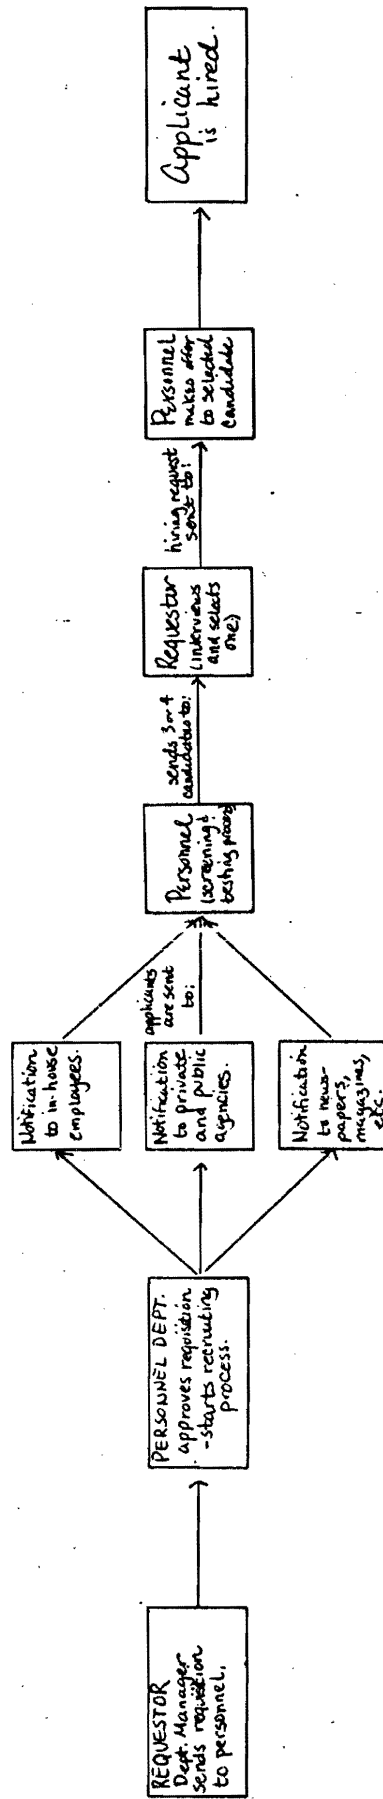 REQUESTOR
Dept. Manager
sends requisition
to personnel.
PERSONNEL DEPT.
approves requisition
-starts recruiting
process.
Notification
to in-house
employees.
Notification
to private
and public
agencies.
Notification
to news-
papers,
magazines,
etc.
applicants
are sent
to:
Personnel
(screening &
testing process)
sends 3 or 4
candidates to:
Requestor
(interviews
and selects
one)
hiring request
sent to:
Personnel
makes offer
to selected
candidate
Applicant
is hired.